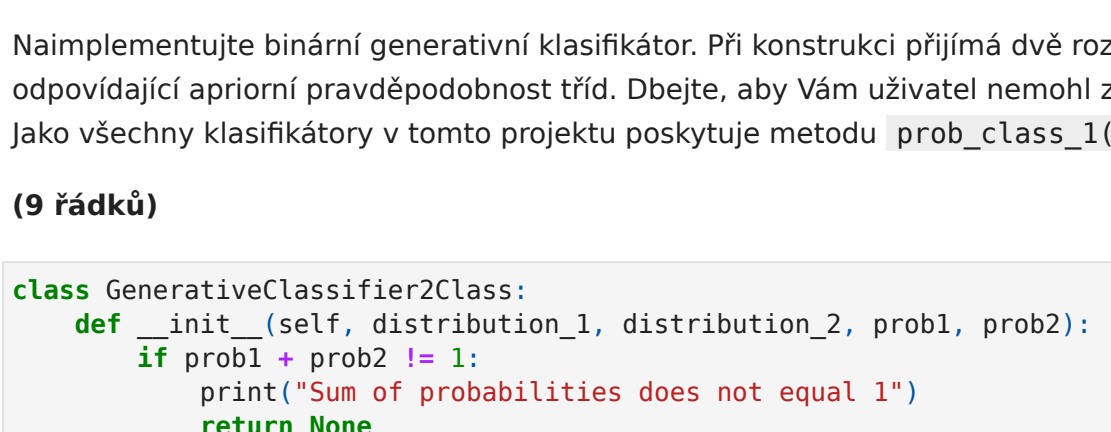 Naimplementujte binární generativní klasifikátor. Při konstrukci přijímá dvě
odpovídající apriorní pravděpodobnost tříd. Dbejte, aby Vám uživatel nemohl
Jako všechny klasifikátory v tomto projektu poskytuje metodu prob_class_1(
(9 řádků)
class GenerativeClassifier2Class:
    def __init__(self, distribution_1, distribution_2, prob1, prob2):
        if prob1 + prob2 != 1:
            print("Sum of probabilities does not equal 1")
            return None